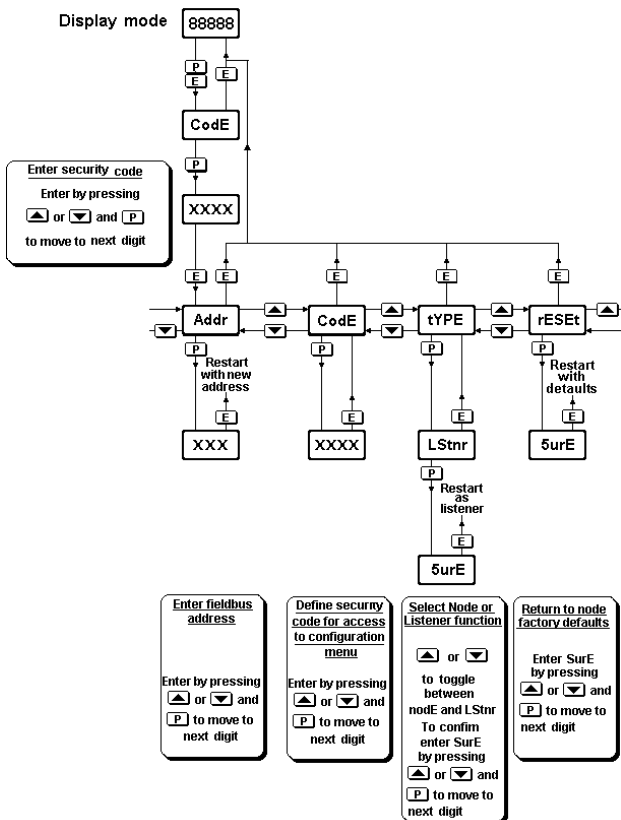 Display mode
88888
P
E
E
CodE
P
Enter security code
Enter by pressing
▲ or ▼ and P
to move to next digit
XXXX
E E E E E
Addr ▲ CodE ▲ tYPE ▲ rESEt ▲
▼ ▼ ▼ ▼
P P P P
Restart
with new
address
Restart
with
detaults
E E E E
XXX XXXX LStnr 5urE
P
Restart
as
listener
E
5urE
Enter fieldbus
address
Enter by pressing
▲ or ▼ and
P to move to
next digit
Define security
code for access
to configuration
menu
Enter by pressing
▲ or ▼ and
P to move to
next digit
Select Node or
Listener function
▲ or ▼
to toggle
between
nodE and LStnr
To confim
enter SurE
by pressing
▲ or ▼ and
P to move to
next digit
Return to node
factory defaults
Enter SurE
by pressing
▲ or ▼ and
P to move to
next digit